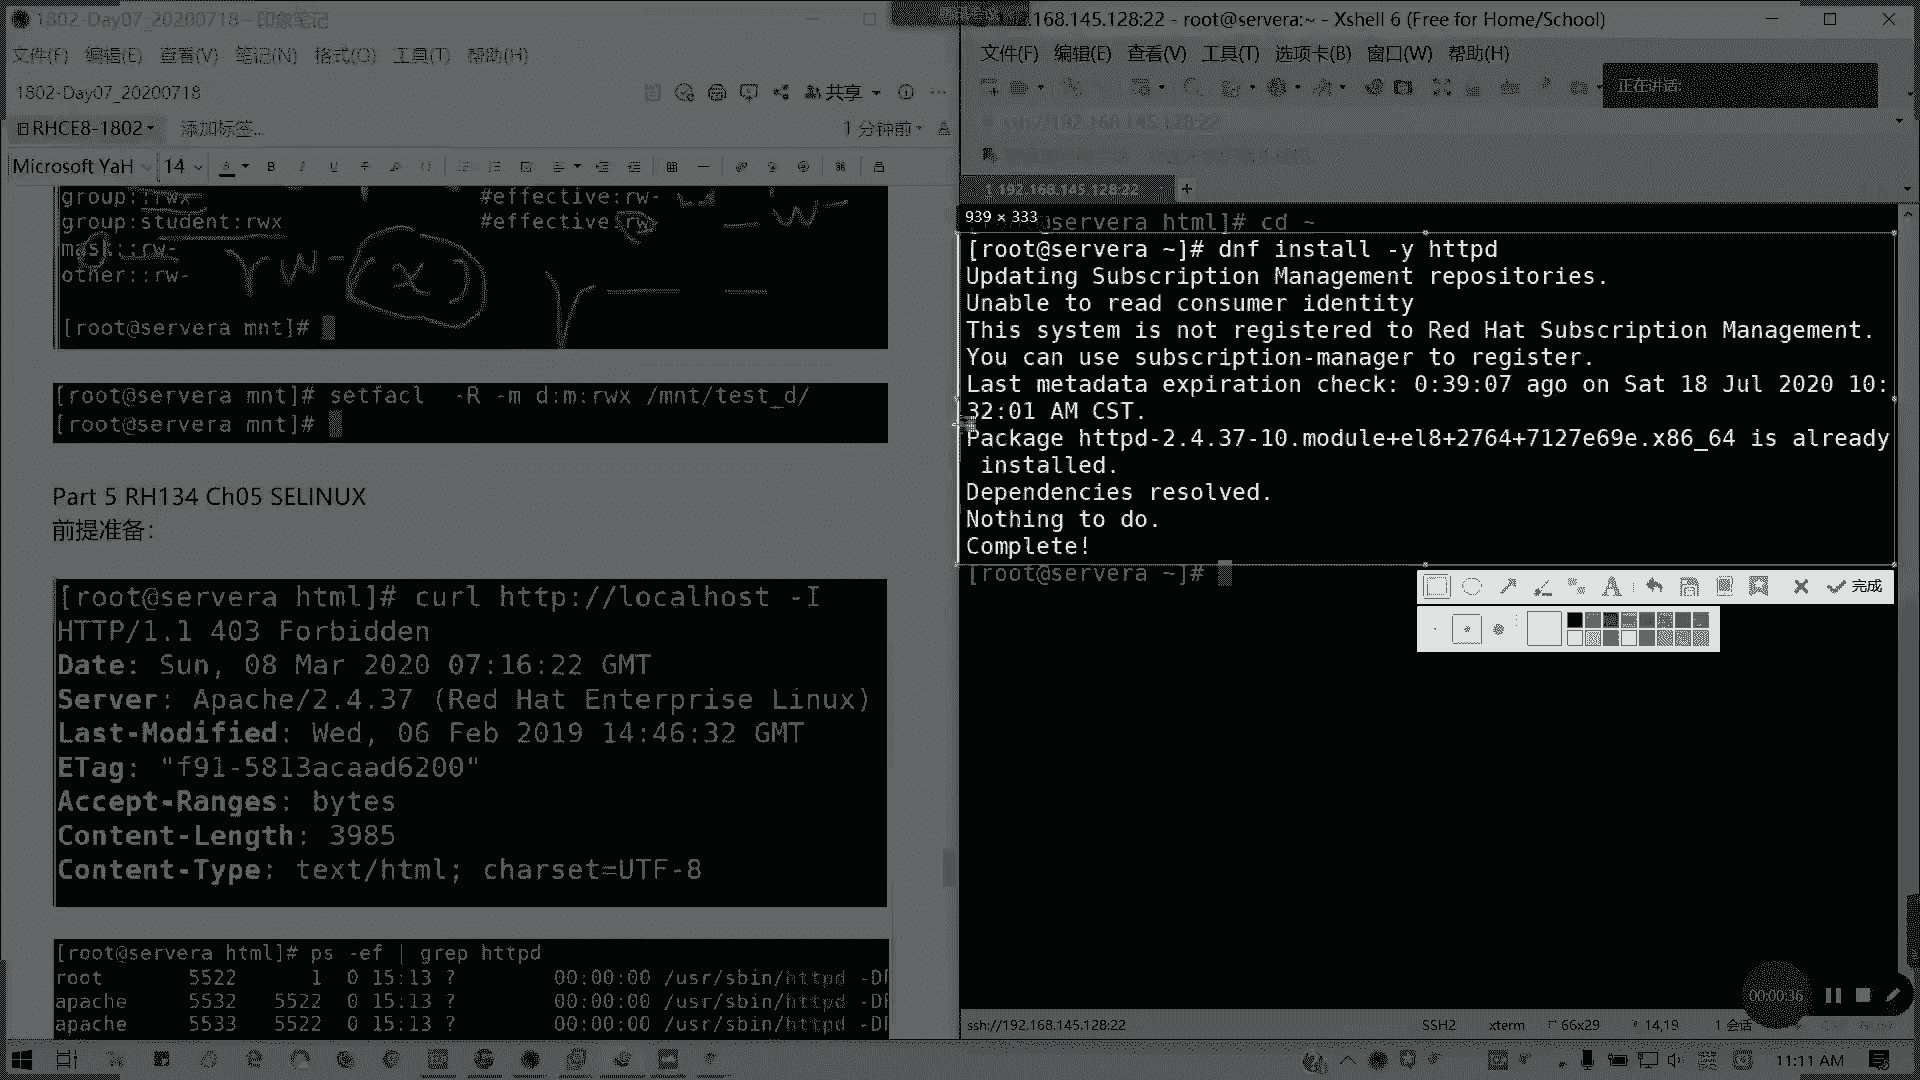 1802-Day07_20200718 - 印象笔记
文件(F) 编辑(E) 查看(V) 笔记(N) 格式(O) 工具(T) 帮助(H)
1802-Day07_20200718
共享
RHCE8-1802 添加标签...
1 分钟前
Microsoft YaH 14
group::rwx #effective:rw-
group:student:rwx #effective:rw
mask::rw-
other::rw-
rw-(x) r - -
[root@servera mnt]#
[root@servera mnt]# setfacl -R -m d:m:rwx /mnt/test_d/
[root@servera mnt]#
Part 5 RH134 Ch05 SELINUX
前提准备：
[root@servera html]# curl http://localhost -I
HTTP/1.1 403 Forbidden
Date: Sun, 08 Mar 2020 07:16:22 GMT
Server: Apache/2.4.37 (Red Hat Enterprise Linux)
Last-Modified: Wed, 06 Feb 2019 14:46:32 GMT
ETag: "f91-5813acaad6200"
Accept-Ranges: bytes
Content-Length: 3985
Content-Type: text/html; charset=UTF-8
[root@servera html]# ps -ef | grep httpd
root 5522 1 0 15:13 ? 00:00:00 /usr/sbin/httpd -D
apache 5532 5522 0 15:13 ? 00:00:00 /usr/sbin/httpd -D
apache 5533 5522 0 15:13 ? 00:00:00 /usr/sbin/httpd -D
192.168.145.128:22 - root@servera:~ - Xshell 6 (Free for Home/School)
文件(F) 编辑(E) 查看(V) 工具(T) 选项卡(B) 窗口(W) 帮助(H)
正在讲话:
ssh://192.168.145.128:22
1 192.168.145.128:22
939 × 333
@servera html]# cd ~
[root@servera ~]# dnf install -y httpd
Updating Subscription Management repositories.
Unable to read consumer identity
This system is not registered to Red Hat Subscription Management.
You can use subscription-manager to register.
Last metadata expiration check: 0:39:07 ago on Sat 18 Jul 2020 10:
32:01 AM CST.
Package httpd-2.4.37-10.module+el8+2764+7127e69e.x86_64 is already
installed.
Dependencies resolved.
Nothing to do.
Complete!
[root@servera ~]#
完成
00:00:36
ssh://192.168.145.128:22 SSH2 xterm 66x29 14,19 1 会话
11:11 AM